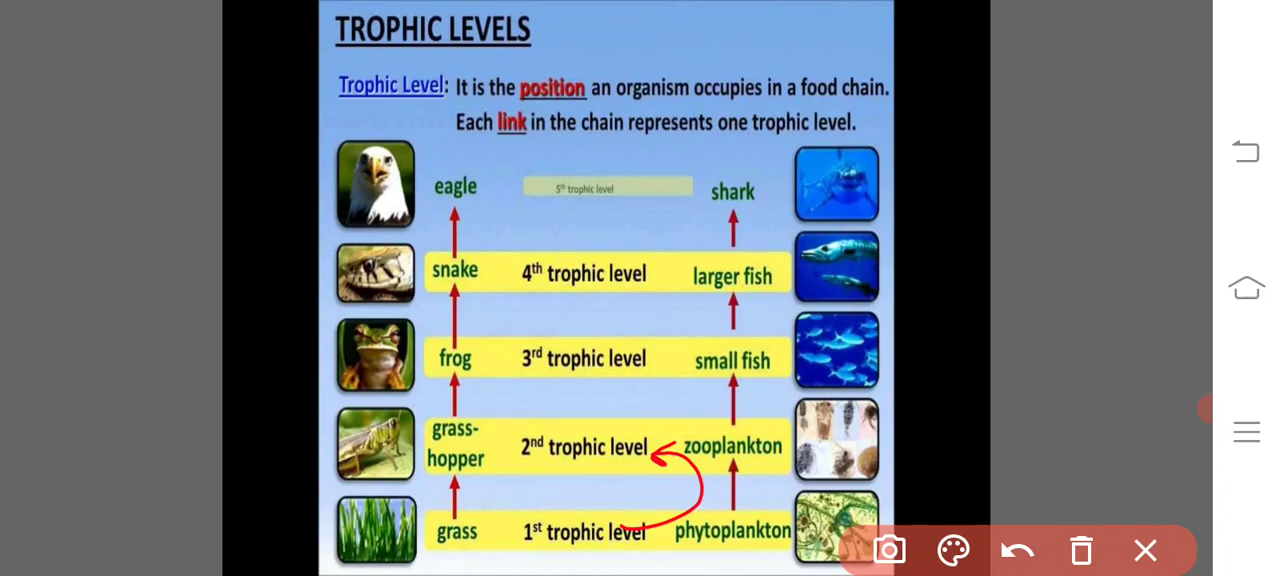 TROPHIC LEVELS
Trophic Level: It is the position an organism occupies in a food chain.
Each link in the chain represents one trophic level.
eagle 5th trophic level shark
snake 4th trophic level larger fish
frog 3rd trophic level small fish
grass-
hopper 2nd trophic level zooplankton
grass 1st trophic level phytoplankton